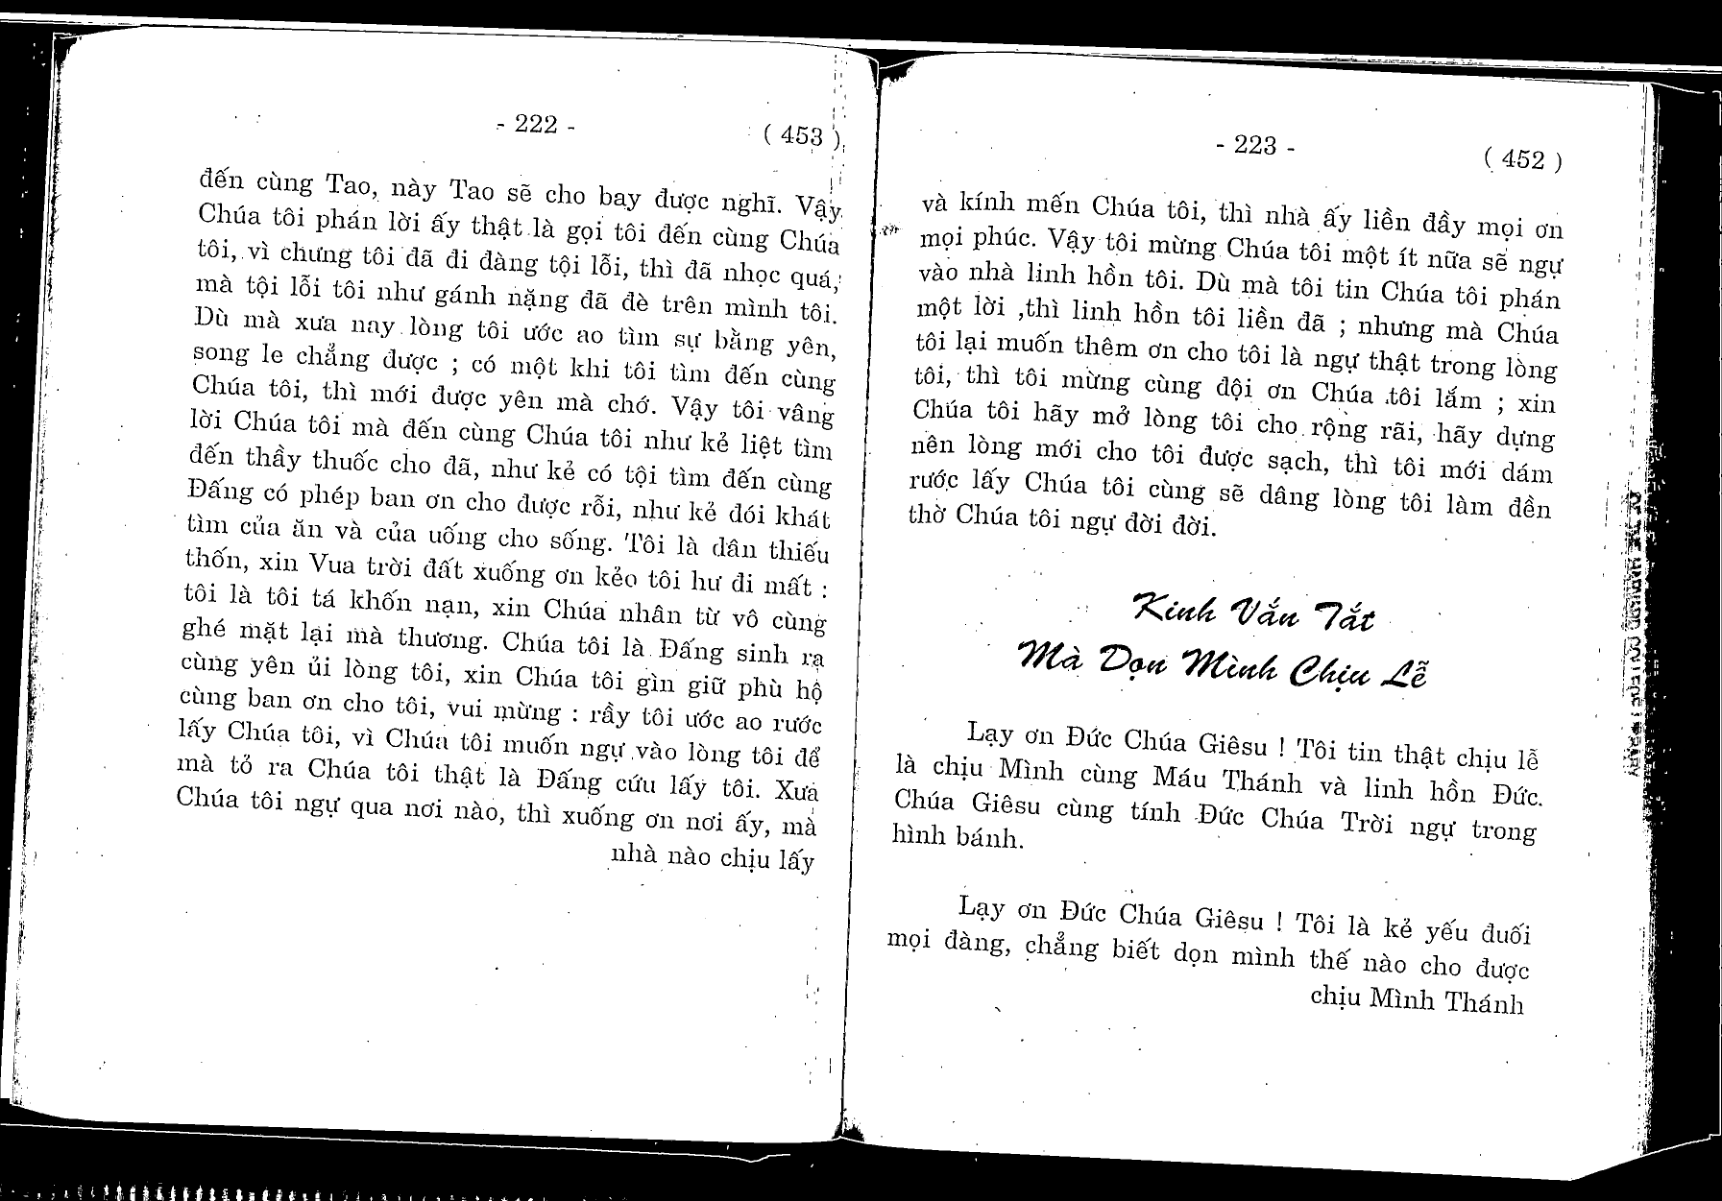 - 222 -
( 453 )
đến cùng Tao, này Tao sẽ cho bay được nghĩ. Vậy
Chúa tôi phán lời ấy thật là gọi tôi đến cùng Chúa
tôi, vì chưng tôi đã đi đàng tội lỗi, thì đã nhọc quá,
mà tội lỗi tôi như gánh nặng đã đè trên mình tôi.
Dù mà xưa nay lòng tôi ước ao tìm sự bằng yên,
song le chẳng được ; có một khi tôi tìm đến cùng
Chúa tôi, thì mới được yên mà chớ. Vậy tôi vâng
lời Chúa tôi mà đến cùng Chúa tôi như kẻ liệt tìm
đến thầy thuốc cho đã, như kẻ có tội tìm đến cùng
Đấng có phép ban ơn cho được rỗi, như kẻ đói khát
tìm của ăn và của uống cho sống. Tôi là dân thiếu
thốn, xin Vua trời đất xuống ơn kẻo tôi hư đi mất :
tôi là tôi tá khốn nạn, xin Chúa nhân từ vô cùng
ghé mặt lại mà thương. Chúa tôi là Đấng sinh ra
cùng yên ủi lòng tôi, xin Chúa tôi gìn giữ phù hộ
cùng ban ơn cho tôi, vui mừng : rầy tôi ước ao rước
lấy Chúa tôi, vì Chúa tôi muốn ngự vào lòng tôi để
mà tỏ ra Chúa tôi thật là Đấng cứu lấy tôi. Xưa
Chúa tôi ngự qua nơi nào, thì xuống ơn nơi ấy, mà
nhà nào chịu lấy
- 223 -
( 452 )
và kính mến Chúa tôi, thì nhà ấy liền đầy mọi ơn
mọi phúc. Vậy tôi mừng Chúa tôi một ít nữa sẽ ngự
vào nhà linh hồn tôi. Dù mà tôi tin Chúa tôi phán
một lời ,thì linh hồn tôi liền đã ; nhưng mà Chúa
tôi lại muốn thêm ơn cho tôi là ngự thật trong lòng
tôi, thì tôi mừng cùng đội ơn Chúa tôi lắm ; xin
Chúa tôi hãy mở lòng tôi cho rộng rãi, hãy dựng
nên lòng mới cho tôi được sạch, thì tôi mới dám
rước lấy Chúa tôi cùng sẽ dâng lòng tôi làm đền
thờ Chúa tôi ngự đời đời.
Kinh Vắn Tắt
Mà Dọn Mình Chịu Lễ
Lạy ơn Đức Chúa Giêsu ! Tôi tin thật chịu lễ
là chịu Mình cùng Máu Thánh và linh hồn Đức.
Chúa Giêsu cùng tính Đức Chúa Trời ngự trong
hình bánh.
Lạy ơn Đức Chúa Giêsu ! Tôi là kẻ yếu đuối
mọi đàng, chẳng biết dọn mình thế nào cho được
chịu Mình Thánh